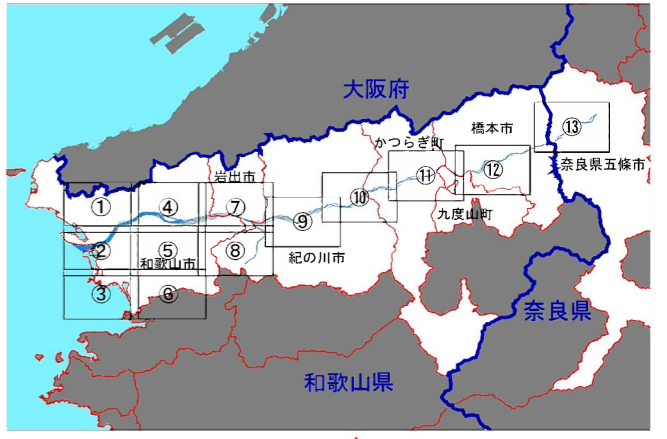 大阪府
橋本市
⑬
かつらぎ町
奈良県五條市
岩出市
⑪
⑫
⑩
①
④
⑦
⑨
九度山町
②
⑤
和歌山市
⑧
紀の川市
③
⑥
奈良県
和歌山県